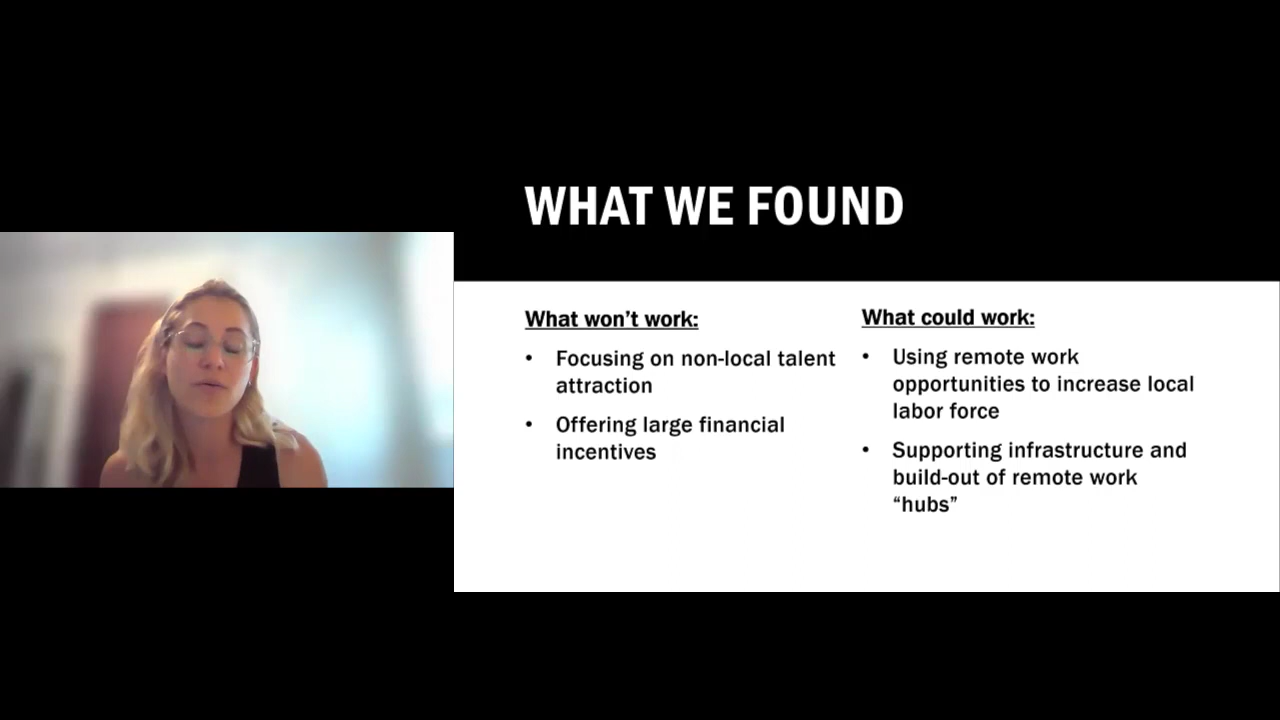 WHAT WE FOUND
What won't work:
• Focusing on non-local talent
attraction
• Offering large financial
incentives
What could work:
• Using remote work
opportunities to increase local
labor force
• Supporting infrastructure and
build-out of remote work
“hubs”